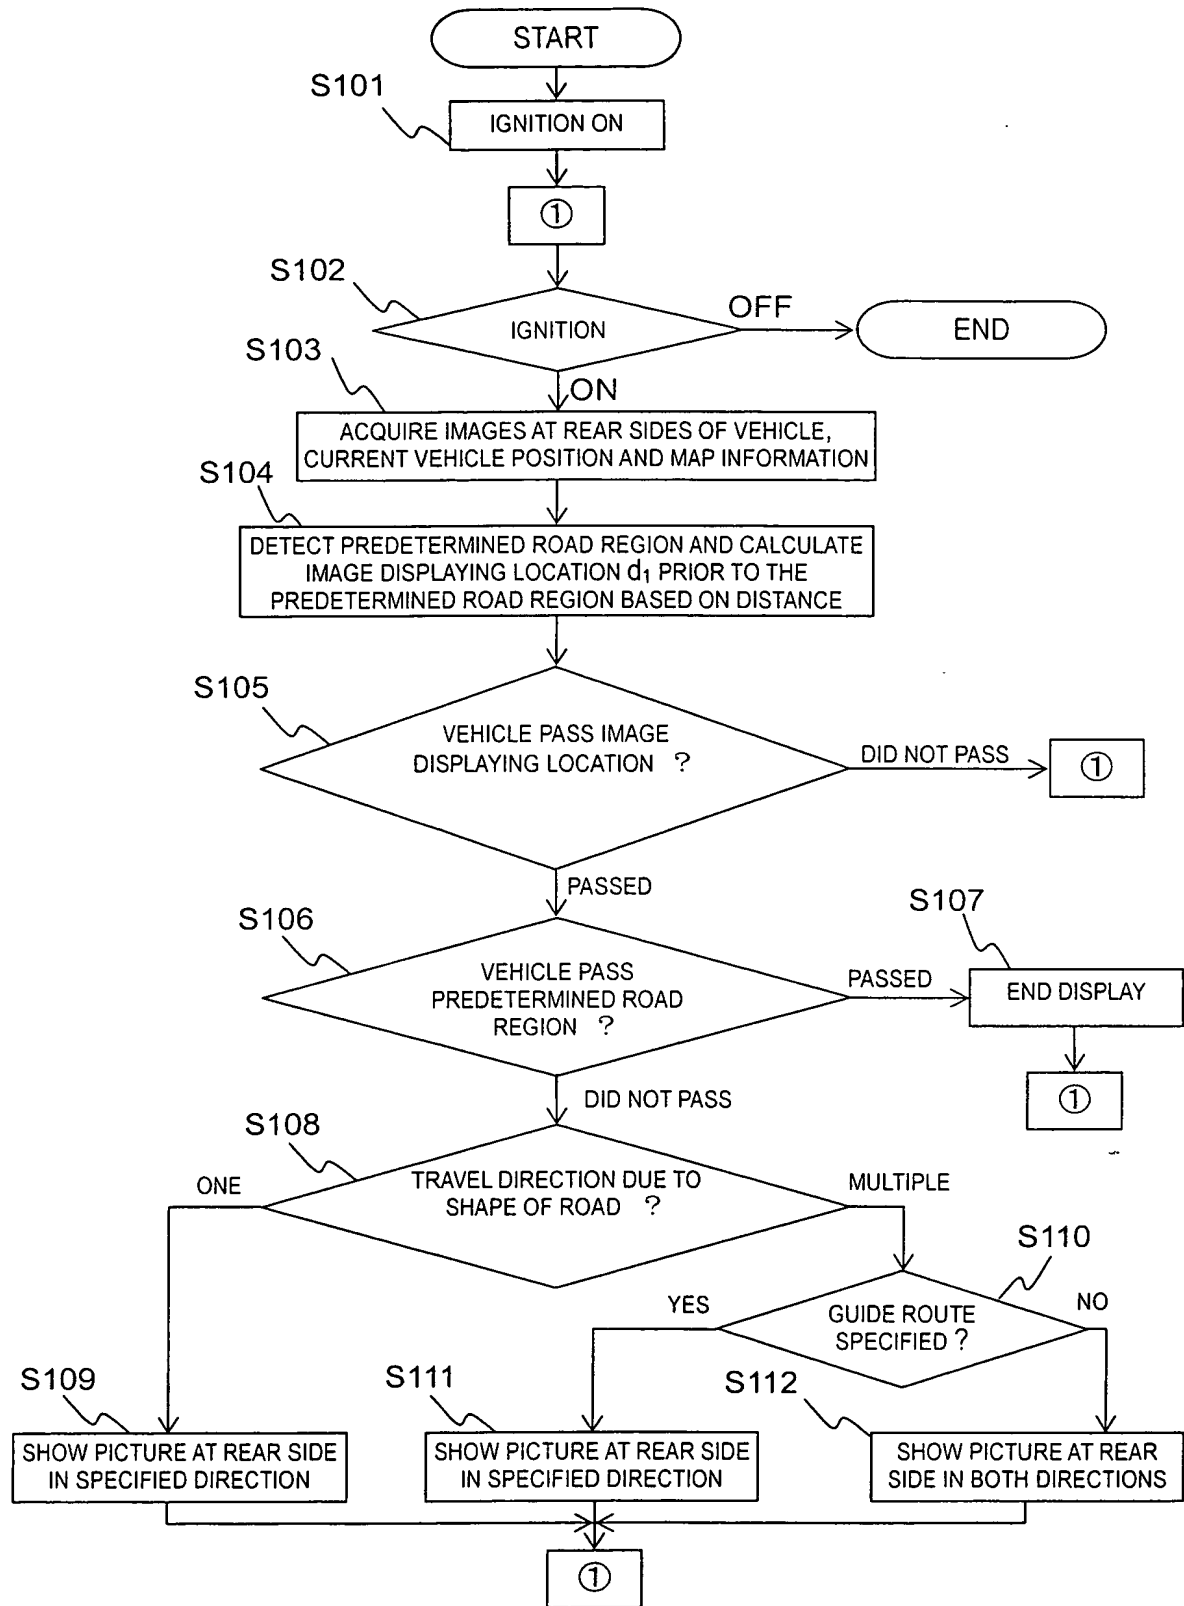 START
S101
IGNITION ON
①
S102
IGNITION
OFF
END
S103
ON
ACQUIRE IMAGES AT REAR SIDES OF VEHICLE,
CURRENT VEHICLE POSITION AND MAP INFORMATION
S104
DETECT PREDETERMINED ROAD REGION AND CALCULATE
IMAGE DISPLAYING LOCATION d₁ PRIOR TO THE
PREDETERMINED ROAD REGION BASED ON DISTANCE
S105
VEHICLE PASS IMAGE
DISPLAYING LOCATION ?
DID NOT PASS
①
PASSED
S106
VEHICLE PASS
PREDETERMINED ROAD
REGION ?
PASSED
S107
END DISPLAY
①
DID NOT PASS
S108
TRAVEL DIRECTION DUE TO
SHAPE OF ROAD ?
ONE
MULTIPLE
S110
GUIDE ROUTE
SPECIFIED ?
YES
NO
S109
SHOW PICTURE AT REAR SIDE
IN SPECIFIED DIRECTION
S111
SHOW PICTURE AT REAR SIDE
IN SPECIFIED DIRECTION
S112
SHOW PICTURE AT REAR
SIDE IN BOTH DIRECTIONS
①